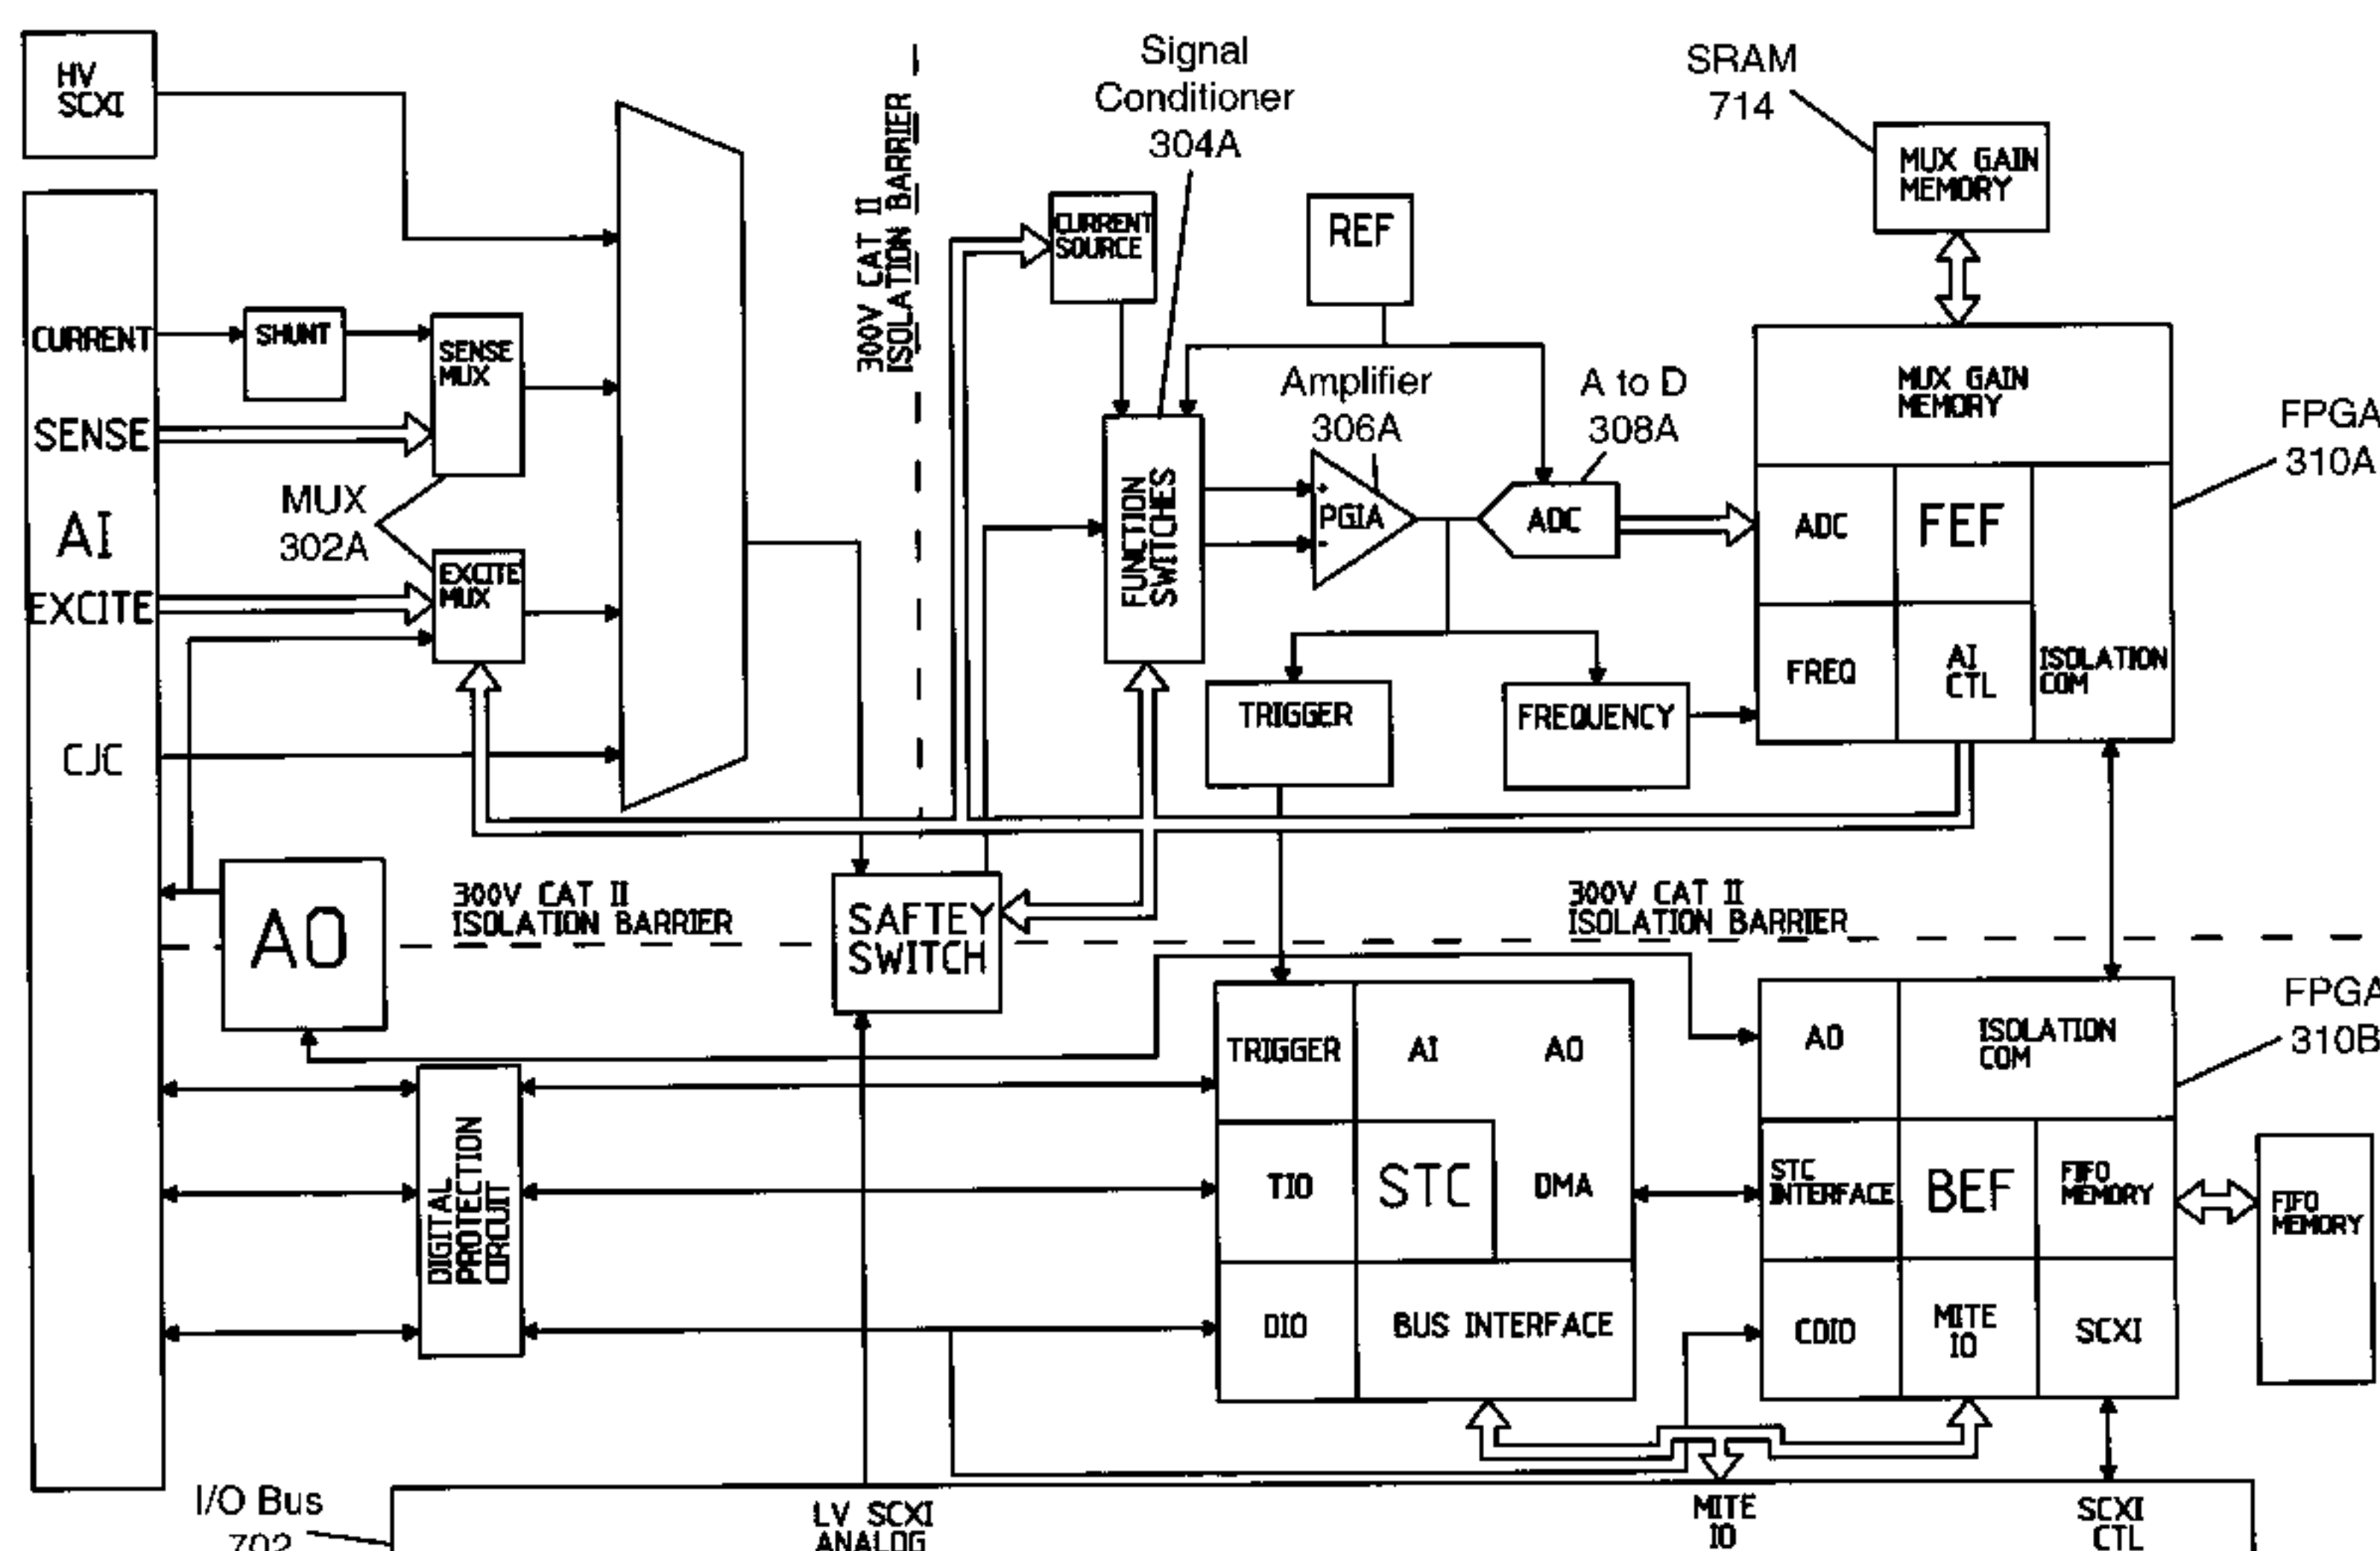 HV
SCXI
Signal
Conditioner
304A
SRAM
714
MUX GAIN
MEMORY
300V CAT II
ISOLATION BARRIER
CURRENT
SOURCE
REF
CURRENT
SHUNT
SENSE
MUX
SENSE
MUX
302A
AI
EXCITE
EXCITE
MUX
CJC
FUNCTION
SWITCHES
Amplifier
306A
PGIA
+
-
A to D
308A
ADC
MUX GAIN
MEMORY
FPGA
310A
ADC
FEF
FREQ
AI
CTL
ISOLATION
COM
TRIGGER
FREQUENCY
AO
300V CAT II
ISOLATION BARRIER
SAFTEY
SWITCH
300V CAT II
ISOLATION BARRIER
DIGITAL
PROTECTION
CIRCUIT
TRIGGER
AI
AO
TIO
STC
DMA
DIO
BUS INTERFACE
AO
ISOLATION
COM
FPGA
310B
STC
INTERFACE
BEF
FIFO
MEMORY
FIFO
MEMORY
CDIO
MITE
IO
SCXI
I/O Bus
702
LV SCXI
ANALOG
MITE
IO
SCXI
CTL